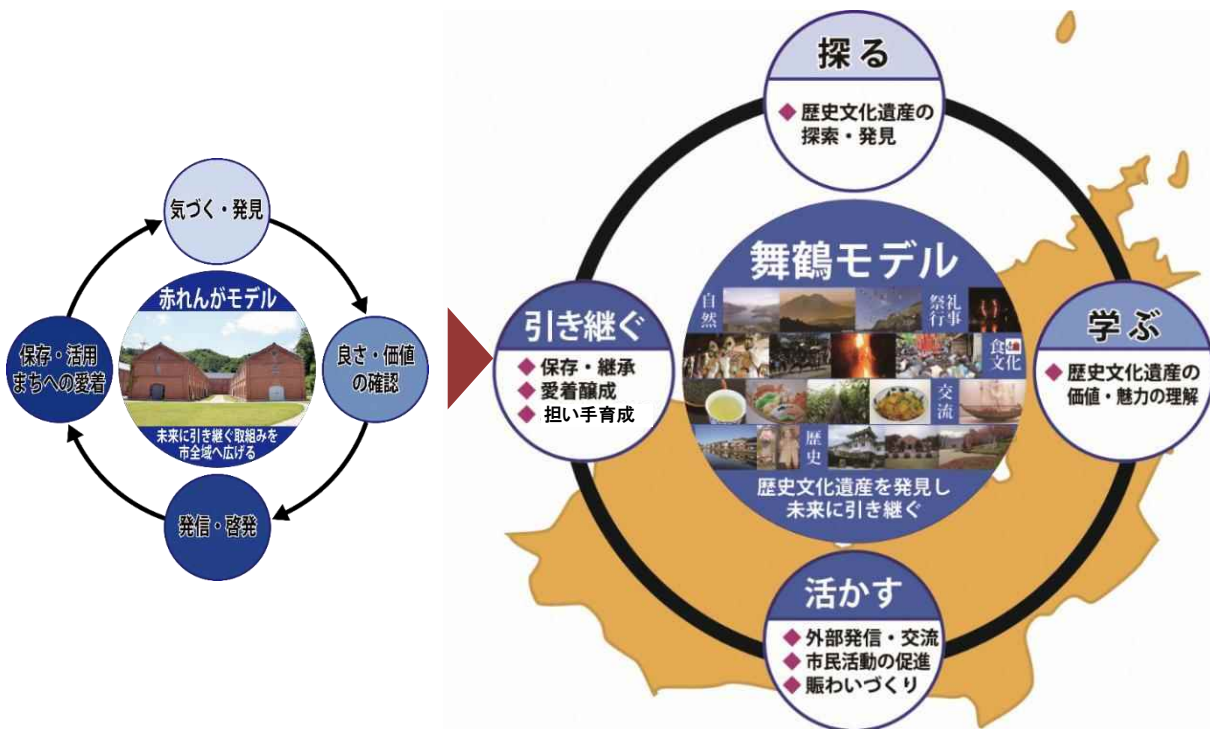 気づく・発見
赤れんがモデル
保存・活用
まちへの愛着
良さ・価値
の確認
未来に引き継ぐ取組みを
市全域へ広げる
発信・啓発
探る
◆ 歴史文化遺産の
探索・発見
舞鶴モデル
自然
祭礼
行事
食文化
交流
歴史
歴史文化遺産を発見し
未来に引き継ぐ
引き継ぐ
◆ 保存・継承
◆ 愛着醸成
◆ 担い手育成
学ぶ
◆ 歴史文化遺産の
価値・魅力の理解
活かす
◆ 外部発信・交流
◆ 市民活動の促進
◆ 賑わいづくり